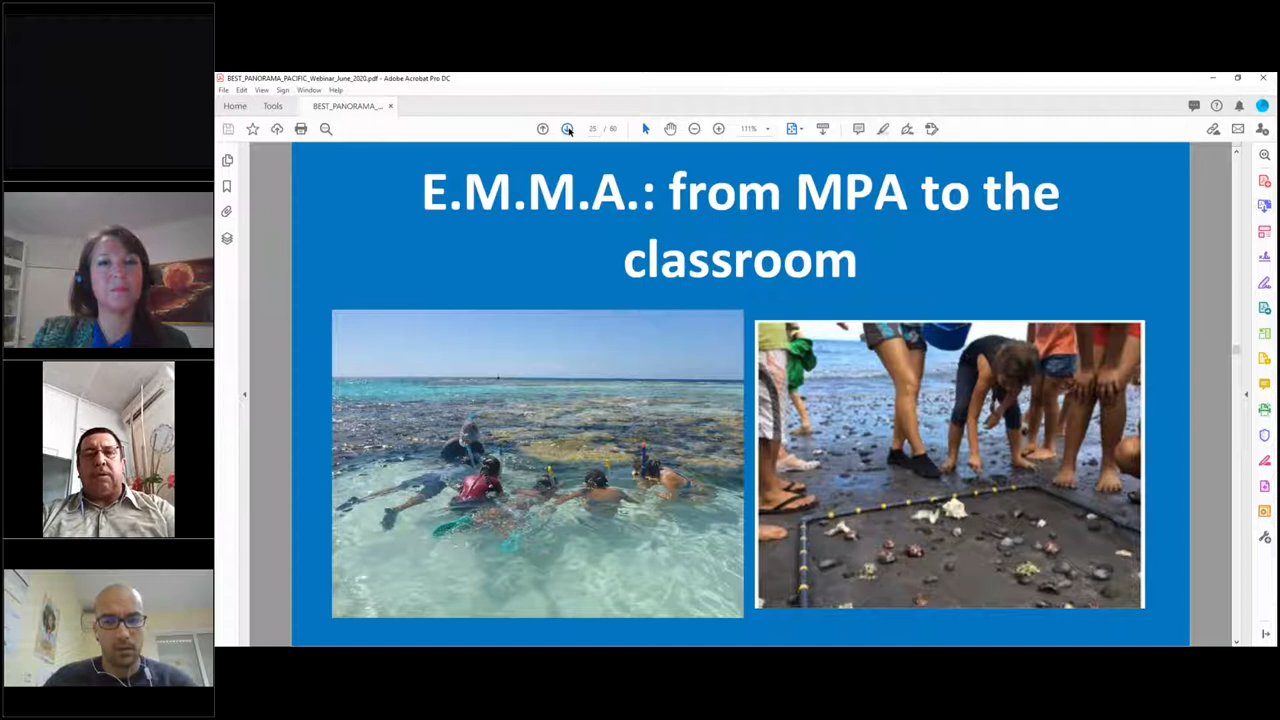 BEST_PANORAMA_PACIFIC_Webinar_June_2020.pdf - Adobe Acrobat Pro DC
File Edit View Sign Window Help
Home Tools BEST_PANORAMA_...
25 / 60 111%
E.M.M.A.: from MPA to the
classroom